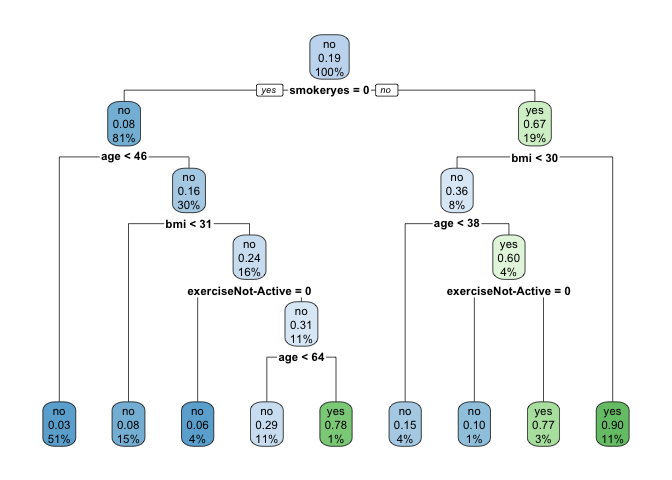 no
0.19
100%
yes smokeryes = 0 no
no
0.08
81%
yes
0.67
19%
age < 46
bmi < 30
no
0.16
30%
no
0.36
8%
bmi < 31
age < 38
no
0.24
16%
yes
0.60
4%
exerciseNot-Active = 0
exerciseNot-Active = 0
no
0.31
11%
age < 64
no
0.03
51%
no
0.08
15%
no
0.06
4%
no
0.29
11%
yes
0.78
1%
no
0.15
4%
no
0.10
1%
yes
0.77
3%
yes
0.90
11%